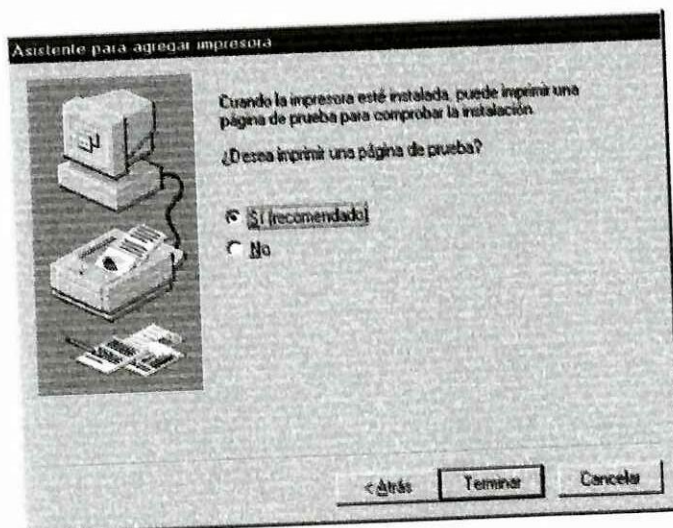 Asistente para agregar impresora
Cuando la impresora esté instalada, puede imprimir una
página de prueba para comprobar la instalación.
¿Desea imprimir una página de prueba?
Sí (recomendado)
No
< Atrás
Terminar
Cancelar